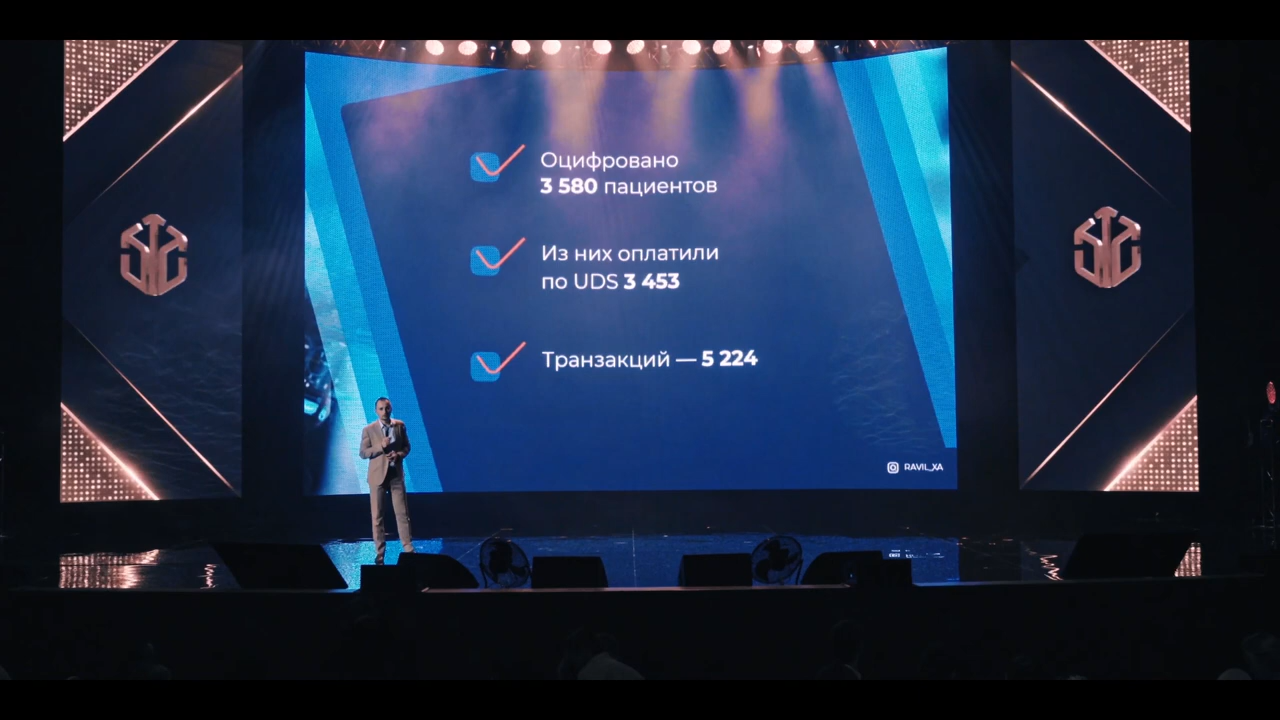 Оцифровано
3 580 пациентов
Из них оплатили
по UDS 3 453
Транзакций — 5 224
RAVIL_XA